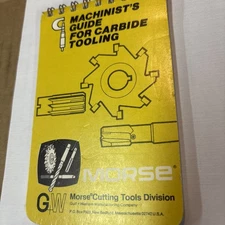 MACHINIST'S
GUIDE
FOR CARBIDE
TOOLING
MORSE®
GW Morse® Cutting Tools Division